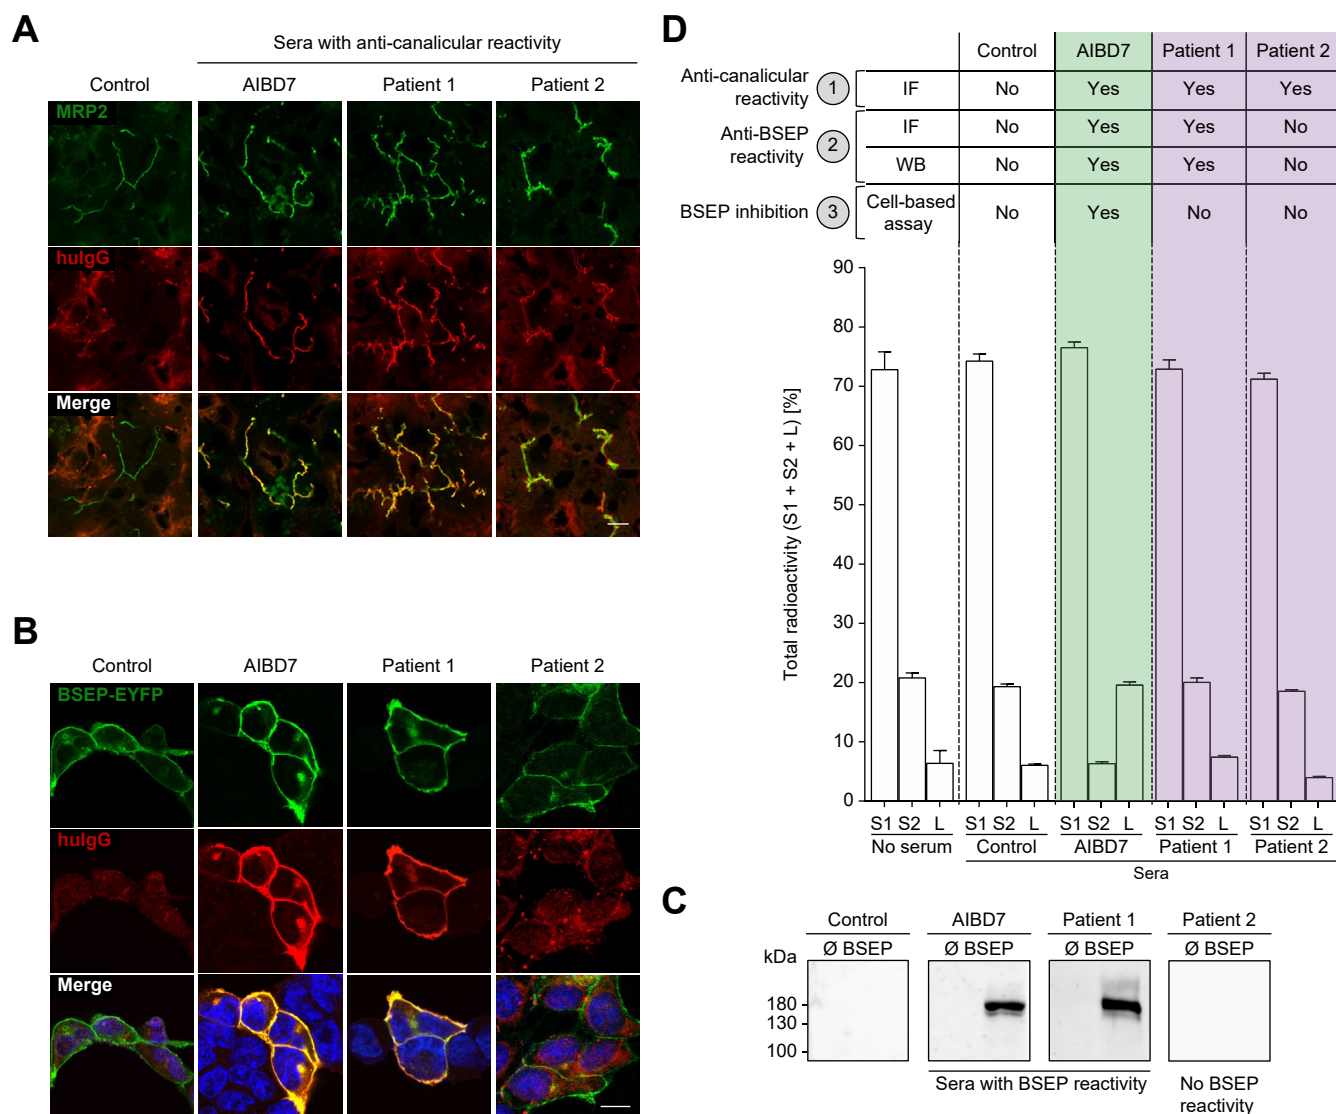 A
Sera with anti-canalicular reactivity
Control
AIBD7
Patient 1
Patient 2
MRP2
huIgG
Merge
B
Control
AIBD7
Patient 1
Patient 2
BSEP-EYFP
huIgG
Merge
D
Control
AIBD7
Patient 1
Patient 2
Anti-canalicular
reactivity
1
IF
No
Yes
Yes
Yes
Anti-BSEP
reactivity
2
IF
No
Yes
Yes
No
WB
No
Yes
Yes
No
BSEP inhibition
3
Cell-based
assay
No
Yes
No
No
Total radioactivity (S1 + S2 + L) [%]
90
80
70
60
50
40
30
20
10
0
S1 S2 L
S1 S2 L
S1 S2 L
S1 S2 L
S1 S2 L
No serum
Control
AIBD7
Patient 1
Patient 2
Sera
C
Control
AIBD7
Patient 1
Patient 2
kDa
Ø BSEP
Ø BSEP
Ø BSEP
Ø BSEP
180
130
100
Sera with BSEP reactivity
No BSEP
reactivity